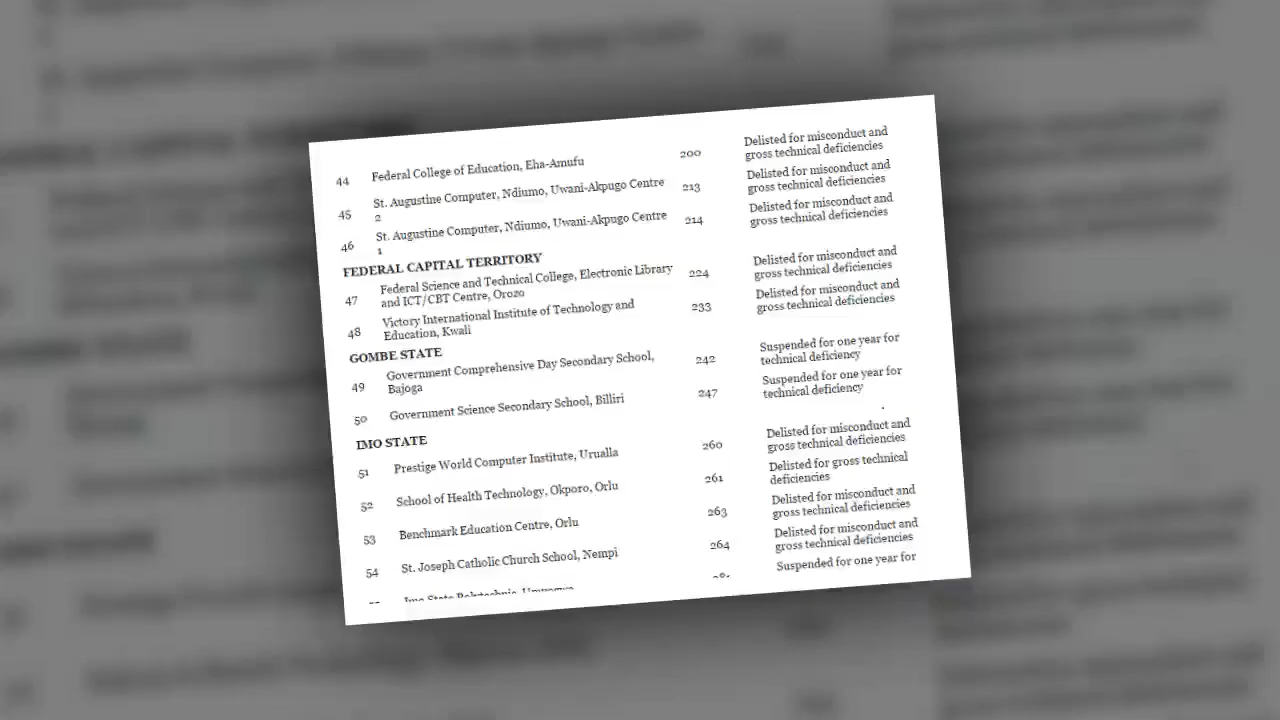 44 Federal College of Education, Eha-Amufu 200 Delisted for misconduct and
gross technical deficiencies
45 St. Augustine Computer, Ndiumo, Uwani-Akpugo Centre 213 Delisted for misconduct and
2 gross technical deficiencies
46 St. Augustine Computer, Ndiumo, Uwani-Akpugo Centre 214 Delisted for misconduct and
1 gross technical deficiencies
FEDERAL CAPITAL TERRITORY
47 Federal Science and Technical College, Electronic Library 224 Delisted for misconduct and
and ICT/CBT Centre, Orozo gross technical deficiencies
48 Victory International Institute of Technology and 233 Delisted for misconduct and
Education, Kwali gross technical deficiencies
GOMBE STATE
49 Government Comprehensive Day Secondary School, 242 Suspended for one year for
Bajoga technical deficiency
50 Government Science Secondary School, Billiri 247 Suspended for one year for
technical deficiency
IMO STATE
51 Prestige World Computer Institute, Urualla 260 Delisted for misconduct and
gross technical deficiencies
52 School of Health Technology, Okporo, Orlu 261 Delisted for gross technical
deficiencies
53 Benchmark Education Centre, Orlu 263 Delisted for misconduct and
gross technical deficiencies
54 St. Joseph Catholic Church School, Nempi 264 Delisted for misconduct and
gross technical deficiencies
Imo State Polytechnic, Suspended for one year for